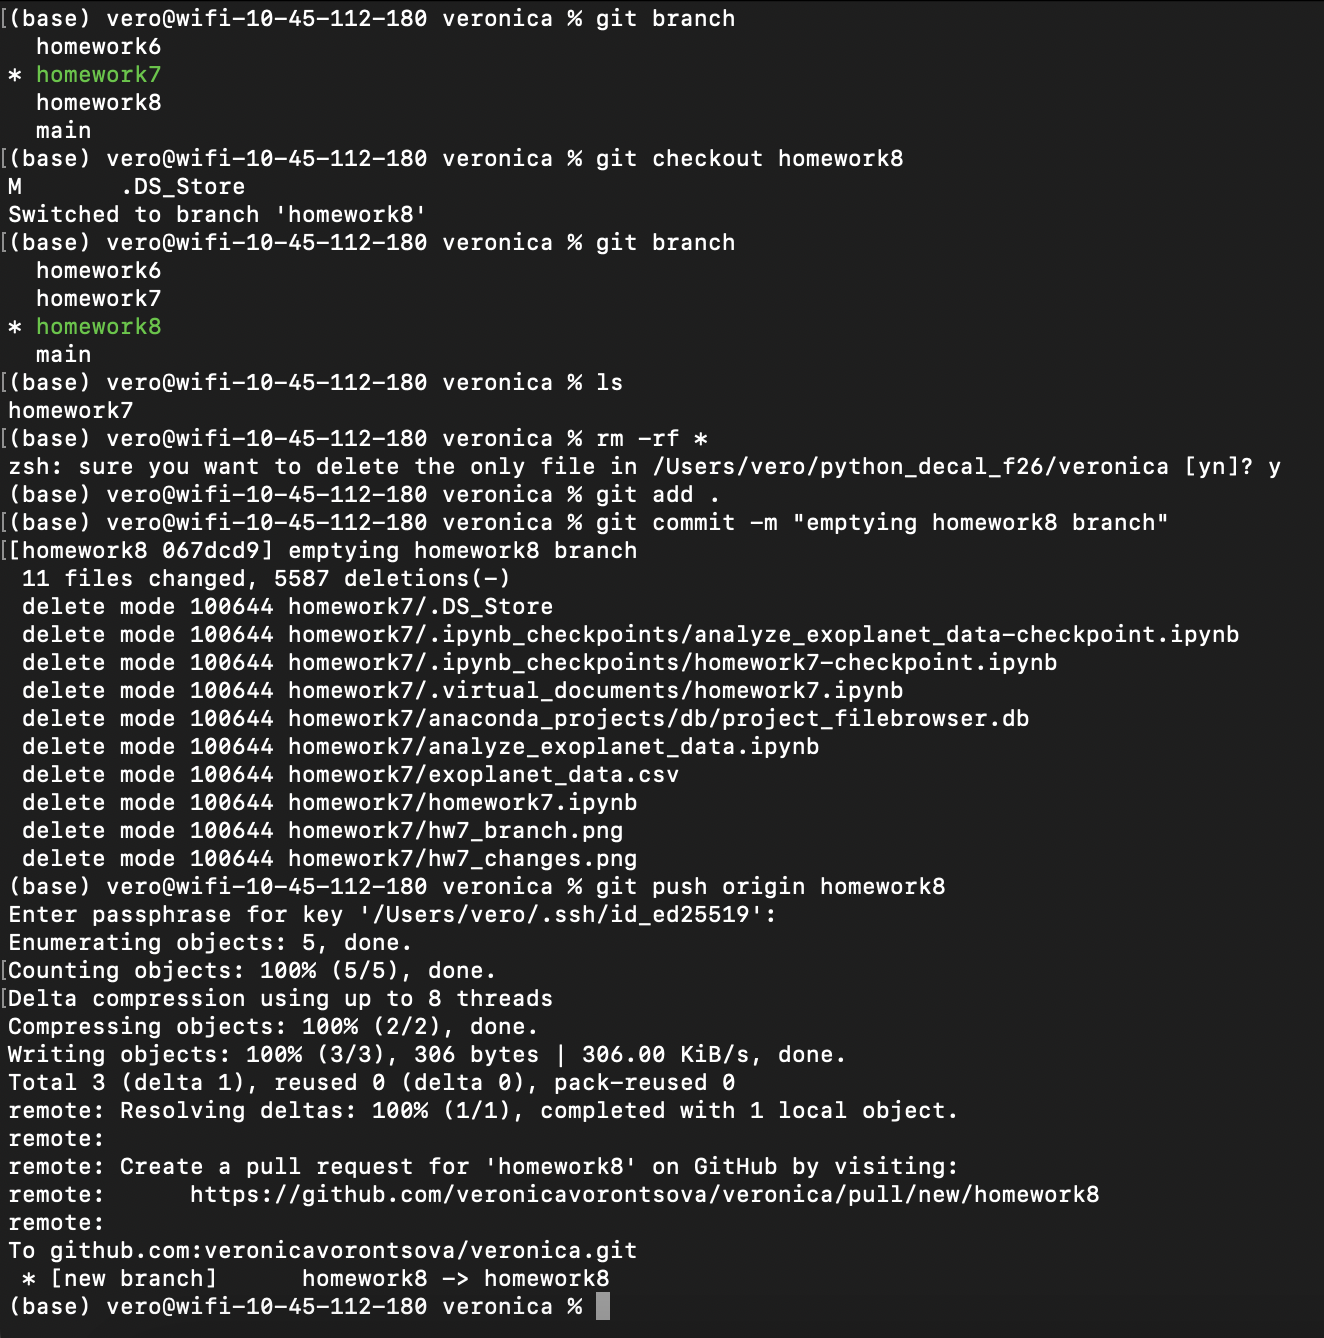 [(base) vero@wifi-10-45-112-180 veronica % git branch
  homework6
* homework7
  homework8
  main
[(base) vero@wifi-10-45-112-180 veronica % git checkout homework8
M       .DS_Store
Switched to branch 'homework8'
[(base) vero@wifi-10-45-112-180 veronica % git branch
  homework6
  homework7
* homework8
  main
[(base) vero@wifi-10-45-112-180 veronica % ls
homework7
[(base) vero@wifi-10-45-112-180 veronica % rm -rf *
zsh: sure you want to delete the only file in /Users/vero/python_decal_f26/veronica [yn]? y
(base) vero@wifi-10-45-112-180 veronica % git add .
[(base) vero@wifi-10-45-112-180 veronica % git commit -m "emptying homework8 branch"
[[homework8 067dcd9] emptying homework8 branch
 11 files changed, 5587 deletions(-)
 delete mode 100644 homework7/.DS_Store
 delete mode 100644 homework7/.ipynb_checkpoints/analyze_exoplanet_data-checkpoint.ipynb
 delete mode 100644 homework7/.ipynb_checkpoints/homework7-checkpoint.ipynb
 delete mode 100644 homework7/.virtual_documents/homework7.ipynb
 delete mode 100644 homework7/anaconda_projects/db/project_filebrowser.db
 delete mode 100644 homework7/analyze_exoplanet_data.ipynb
 delete mode 100644 homework7/exoplanet_data.csv
 delete mode 100644 homework7/homework7.ipynb
 delete mode 100644 homework7/hw7_branch.png
 delete mode 100644 homework7/hw7_changes.png
(base) vero@wifi-10-45-112-180 veronica % git push origin homework8
Enter passphrase for key '/Users/vero/.ssh/id_ed25519':
Enumerating objects: 5, done.
[Counting objects: 100% (5/5), done.
[Delta compression using up to 8 threads
Compressing objects: 100% (2/2), done.
Writing objects: 100% (3/3), 306 bytes | 306.00 KiB/s, done.
Total 3 (delta 1), reused 0 (delta 0), pack-reused 0
remote: Resolving deltas: 100% (1/1), completed with 1 local object.
remote:
remote: Create a pull request for 'homework8' on GitHub by visiting:
remote:      https://github.com/veronicavorontsova/veronica/pull/new/homework8
remote:
To github.com:veronicavorontsova/veronica.git
 * [new branch]      homework8 -> homework8
(base) vero@wifi-10-45-112-180 veronica %